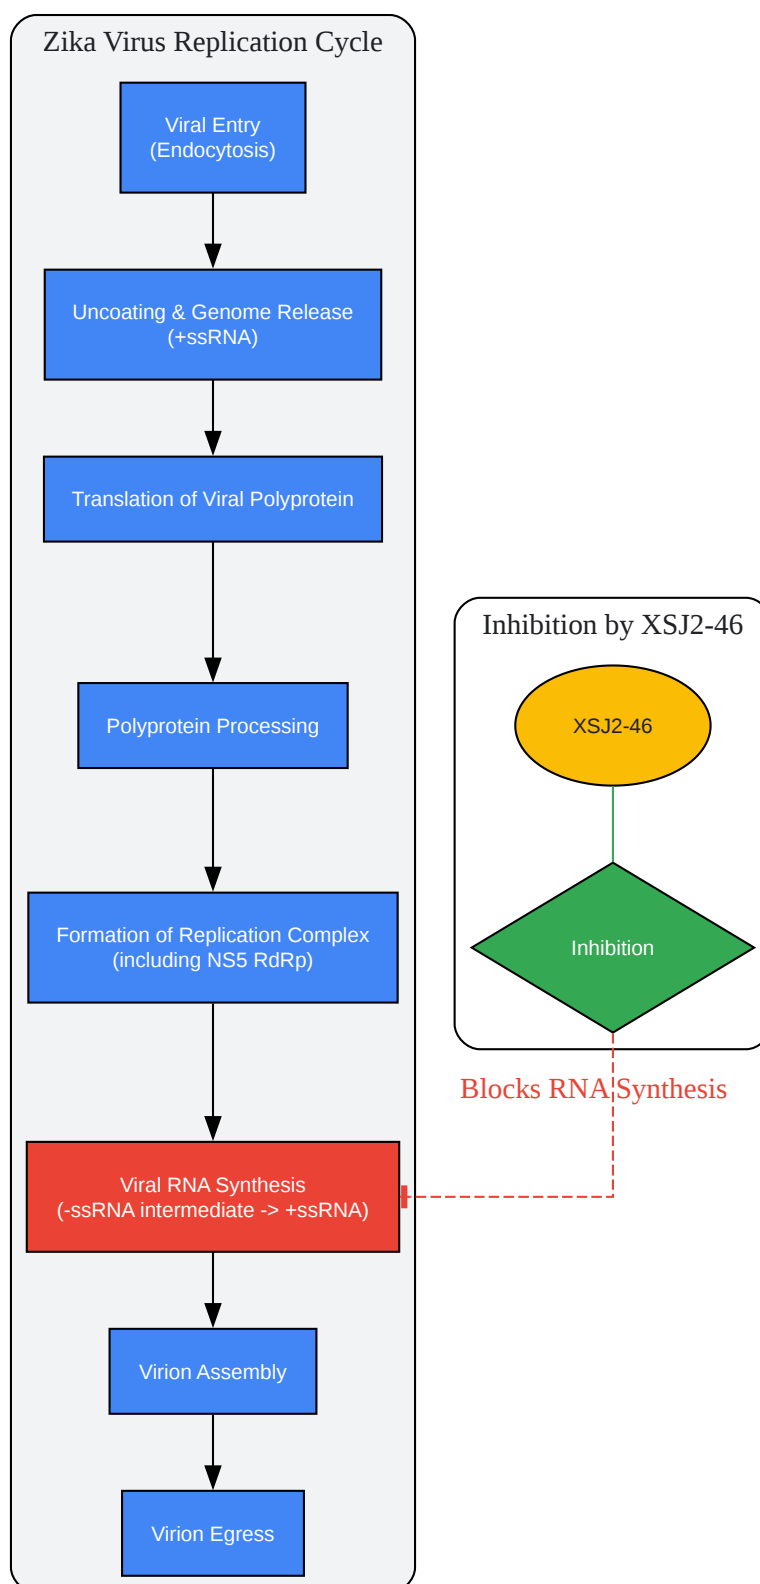 Zika Virus Replication Cycle
Viral Entry
(Endocytosis)
Uncoating & Genome Release
(+ssRNA)
Translation of Viral Polyprotein
Polyprotein Processing
Formation of Replication Complex
(including NS5 RdRp)
Viral RNA Synthesis
(-ssRNA intermediate -> +ssRNA)
Virion Assembly
Virion Egress
Inhibition by XSJ2-46
XSJ2-46
Inhibition
Blocks RNA Synthesis